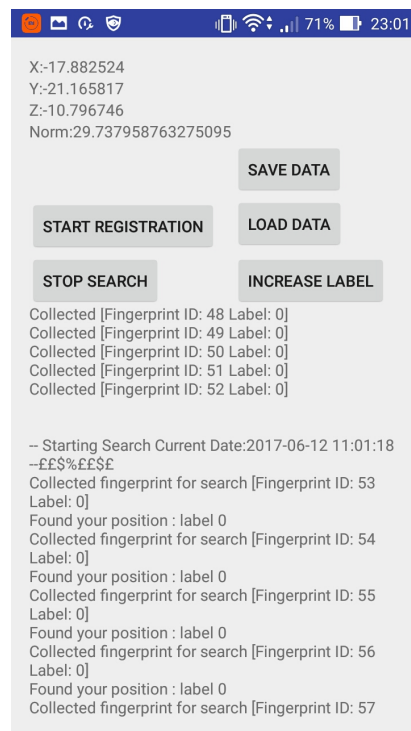 71% 23:01
X:-17.882524
Y:-21.165817
Z:-10.796746
Norm:29.737958763275095
SAVE DATA
START REGISTRATION
LOAD DATA
STOP SEARCH
INCREASE LABEL
Collected [Fingerprint ID: 48 Label: 0]
Collected [Fingerprint ID: 49 Label: 0]
Collected [Fingerprint ID: 50 Label: 0]
Collected [Fingerprint ID: 51 Label: 0]
Collected [Fingerprint ID: 52 Label: 0]
-- Starting Search Current Date:2017-06-12 11:01:18
--££$%££$£
Collected fingerprint for search [Fingerprint ID: 53
Label: 0]
Found your position : label 0
Collected fingerprint for search [Fingerprint ID: 54
Label: 0]
Found your position : label 0
Collected fingerprint for search [Fingerprint ID: 55
Label: 0]
Found your position : label 0
Collected fingerprint for search [Fingerprint ID: 56
Label: 0]
Found your position : label 0
Collected fingerprint for search [Fingerprint ID: 57